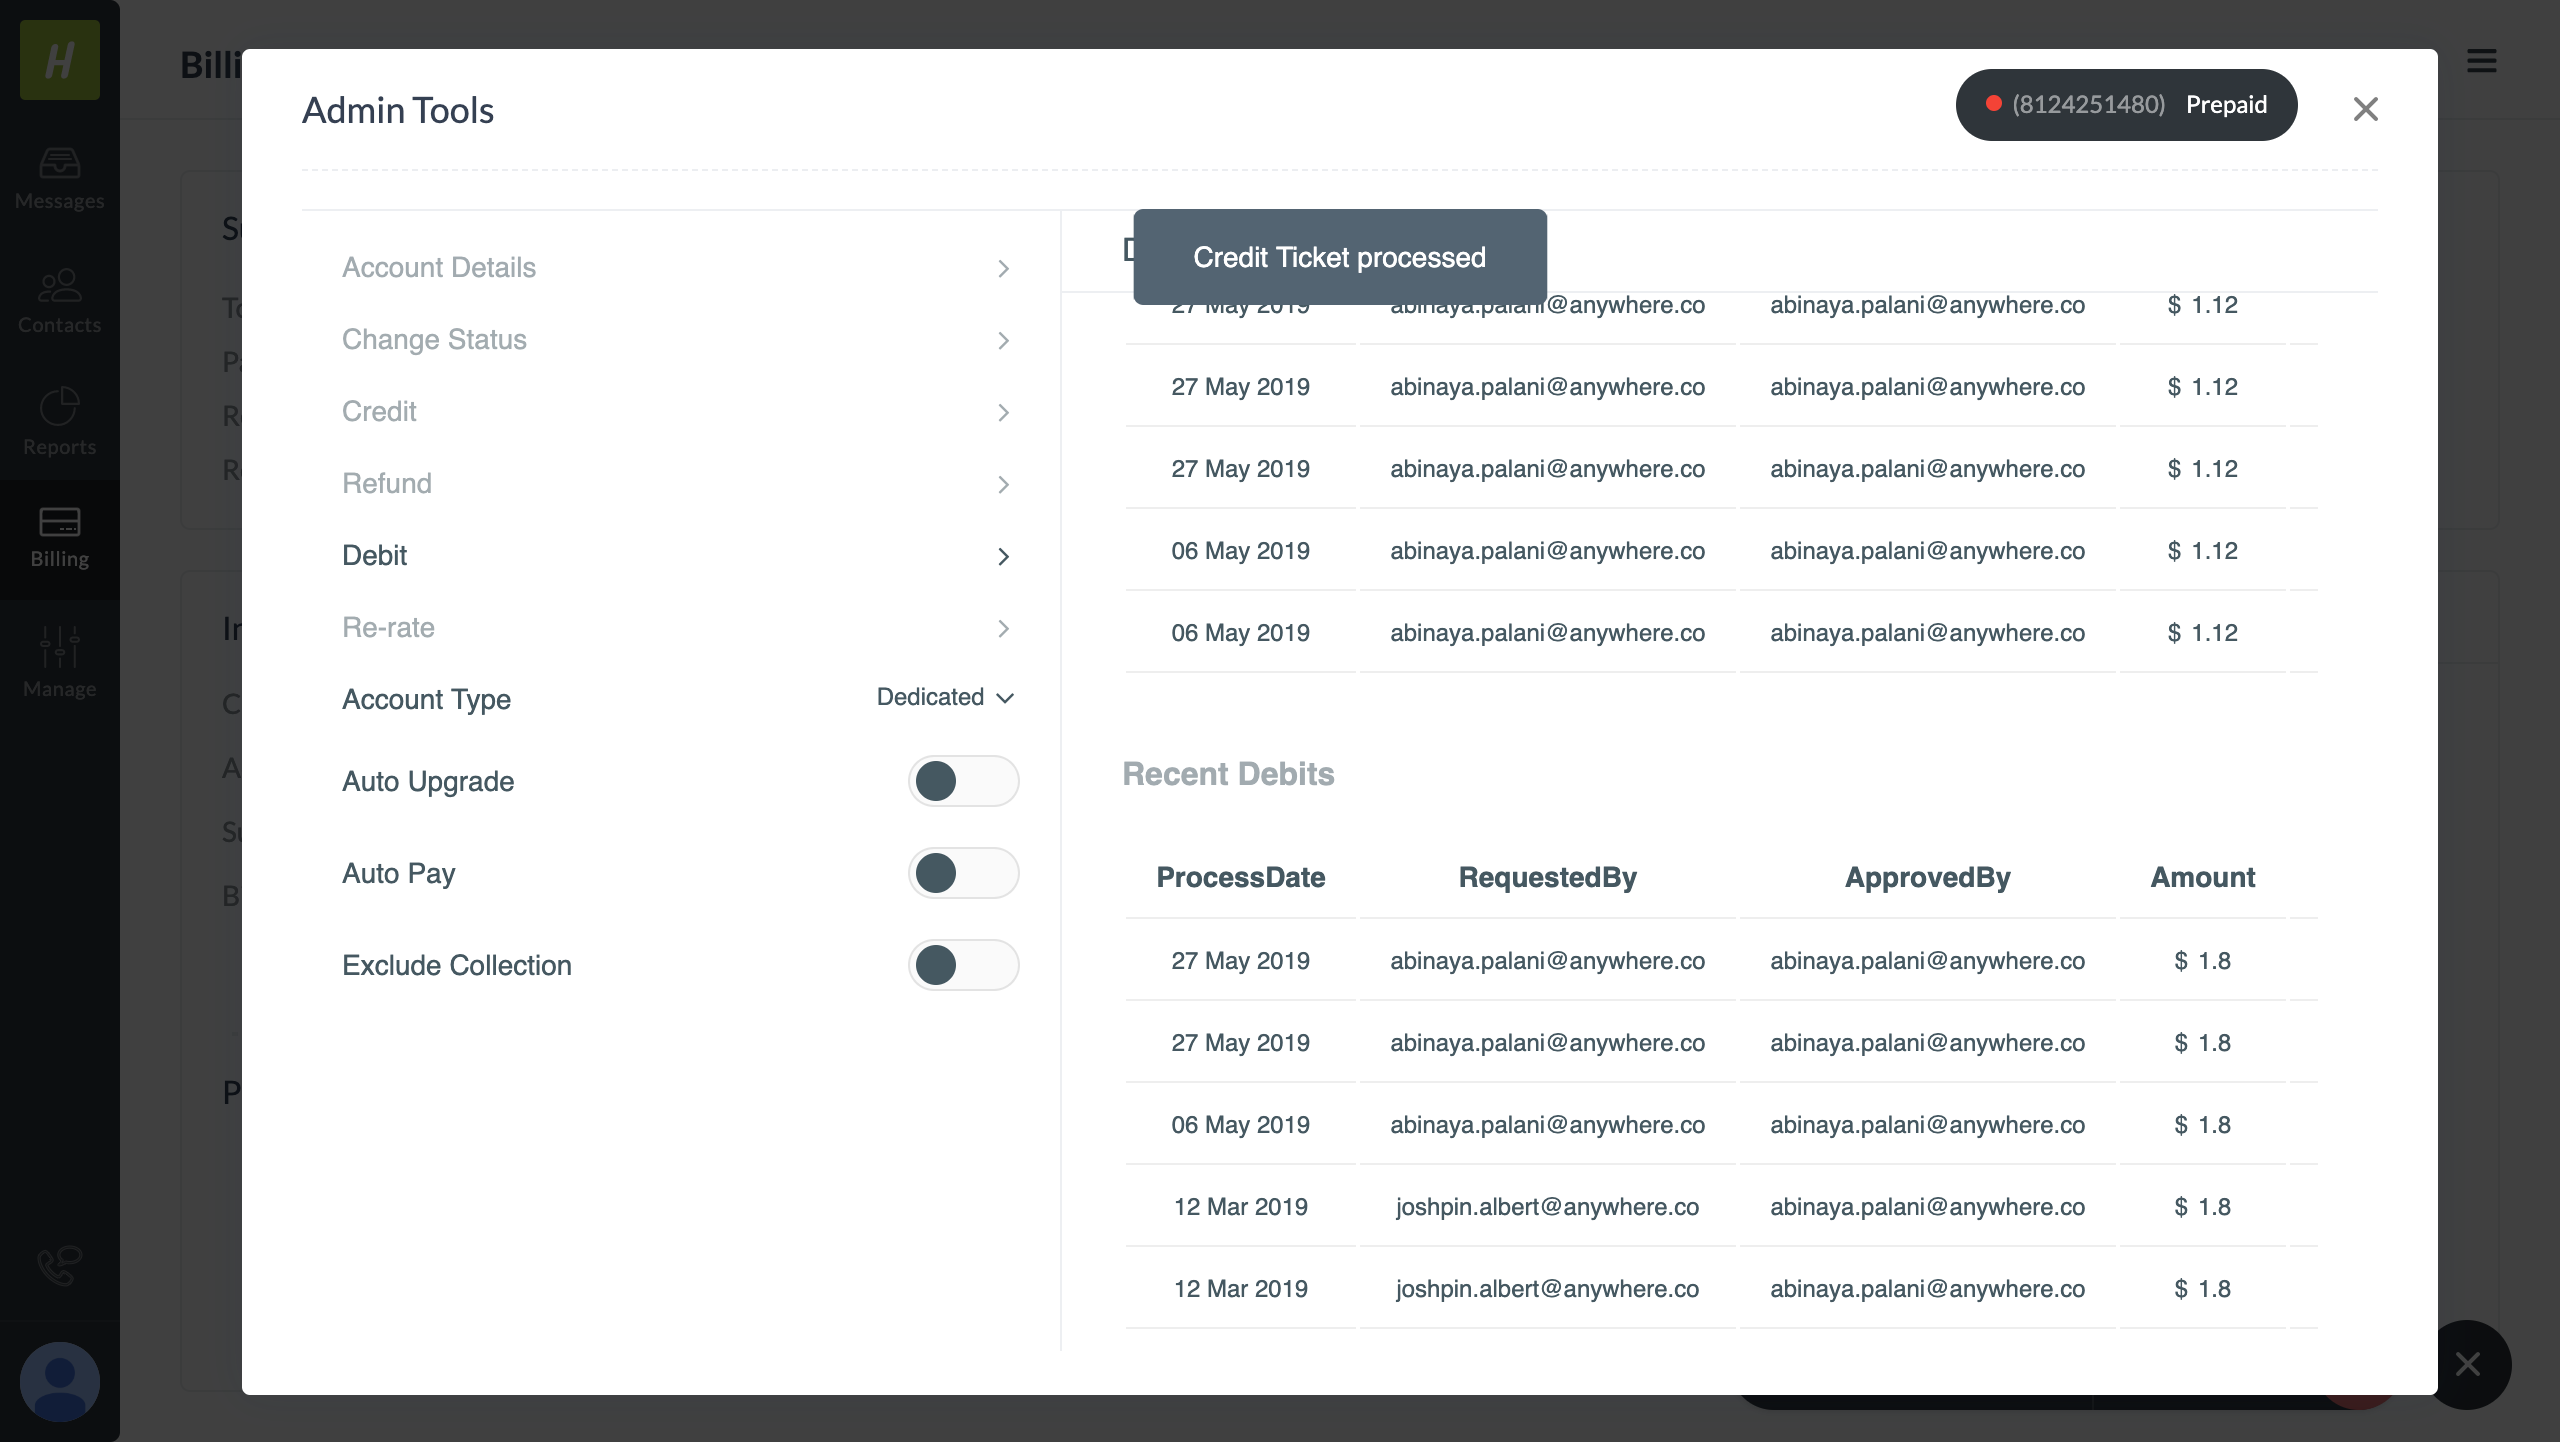 H
Messages
Contacts
Reports
Billing
Manage
Billi
Admin Tools
(8124251480) Prepaid
Account Details
Change Status
Credit
Refund
Debit
Re-rate
Account Type Dedicated
Auto Upgrade
Auto Pay
Exclude Collection
Credit Ticket processed
27 May 2019 abinaya.palani@anywhere.co abinaya.palani@anywhere.co $ 1.12
27 May 2019 abinaya.palani@anywhere.co abinaya.palani@anywhere.co $ 1.12
27 May 2019 abinaya.palani@anywhere.co abinaya.palani@anywhere.co $ 1.12
06 May 2019 abinaya.palani@anywhere.co abinaya.palani@anywhere.co $ 1.12
06 May 2019 abinaya.palani@anywhere.co abinaya.palani@anywhere.co $ 1.12
Recent Debits
ProcessDate RequestedBy ApprovedBy Amount
27 May 2019 abinaya.palani@anywhere.co abinaya.palani@anywhere.co $ 1.8
27 May 2019 abinaya.palani@anywhere.co abinaya.palani@anywhere.co $ 1.8
06 May 2019 abinaya.palani@anywhere.co abinaya.palani@anywhere.co $ 1.8
12 Mar 2019 joshpin.albert@anywhere.co abinaya.palani@anywhere.co $ 1.8
12 Mar 2019 joshpin.albert@anywhere.co abinaya.palani@anywhere.co $ 1.8